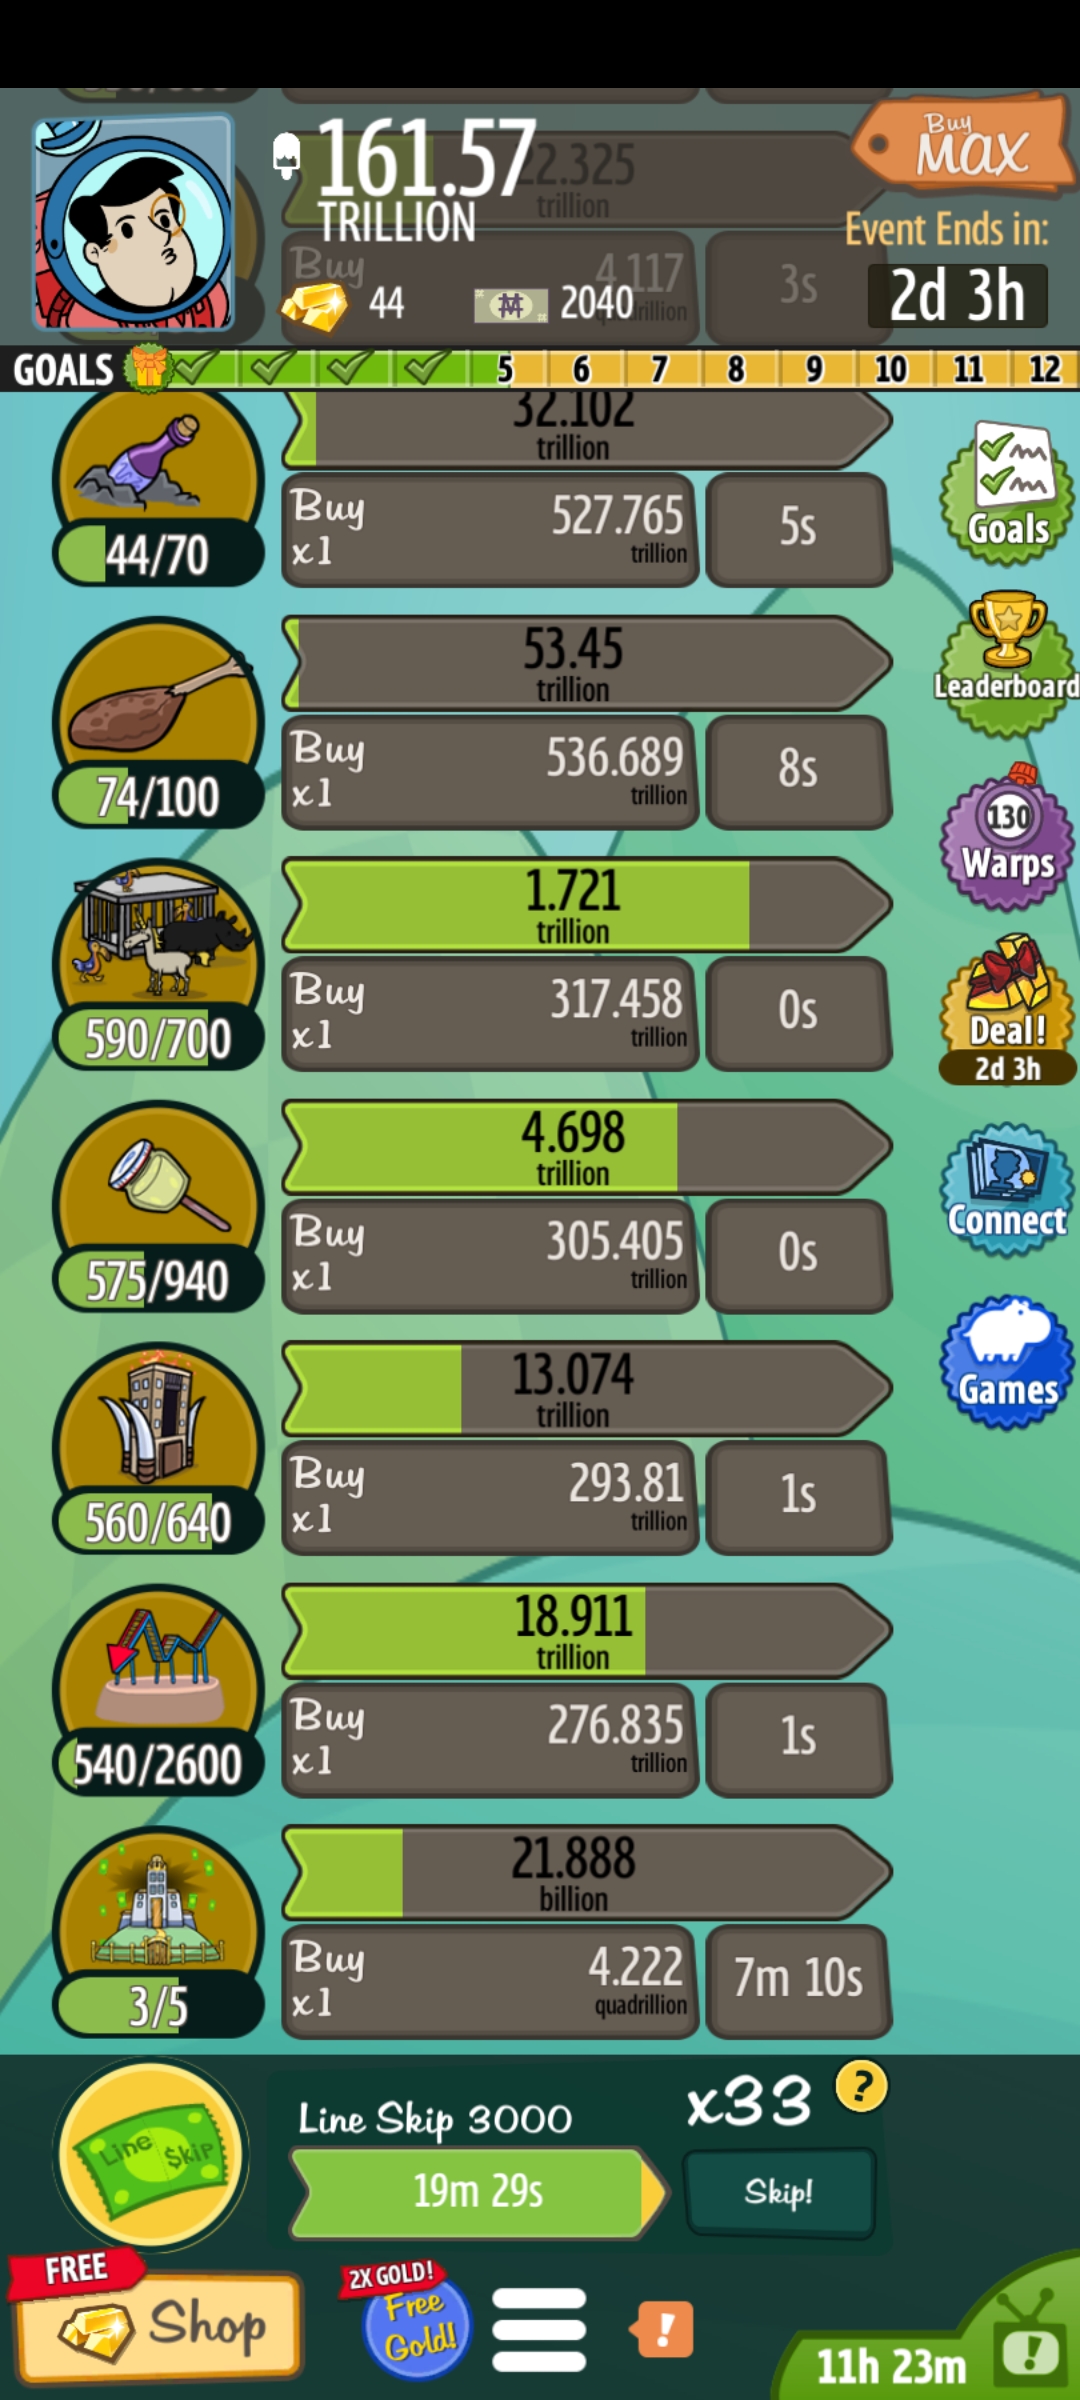 161.57
TRILLION
22.325
trillion
Buy
MAX
Event Ends in:
2d 3h
Buy
4.117
3s
44
2040
GOALS
5 6 7 8 9 10 11 12
32.102
trillion
44/70
Buy
x1
527.765
trillion
5s
Goals
53.45
trillion
74/100
Buy
x1
536.689
trillion
8s
Leaderboard
1.721
trillion
590/700
Buy
x1
317.458
trillion
0s
130
Warps
Deal!
2d 3h
4.698
trillion
575/940
Buy
x1
305.405
trillion
0s
Connect
13.074
trillion
560/640
Buy
x1
293.81
trillion
1s
Games
18.911
trillion
540/2600
Buy
x1
276.835
trillion
1s
21.888
billion
3/5
Buy
x1
4.222
quadrillion
7m 10s
Line $kip
Line Skip 3000
19m 29s
x33
?
Skip!
FREE
Shop
2X GOLD!
Free
Gold!
!
11h 23m
!